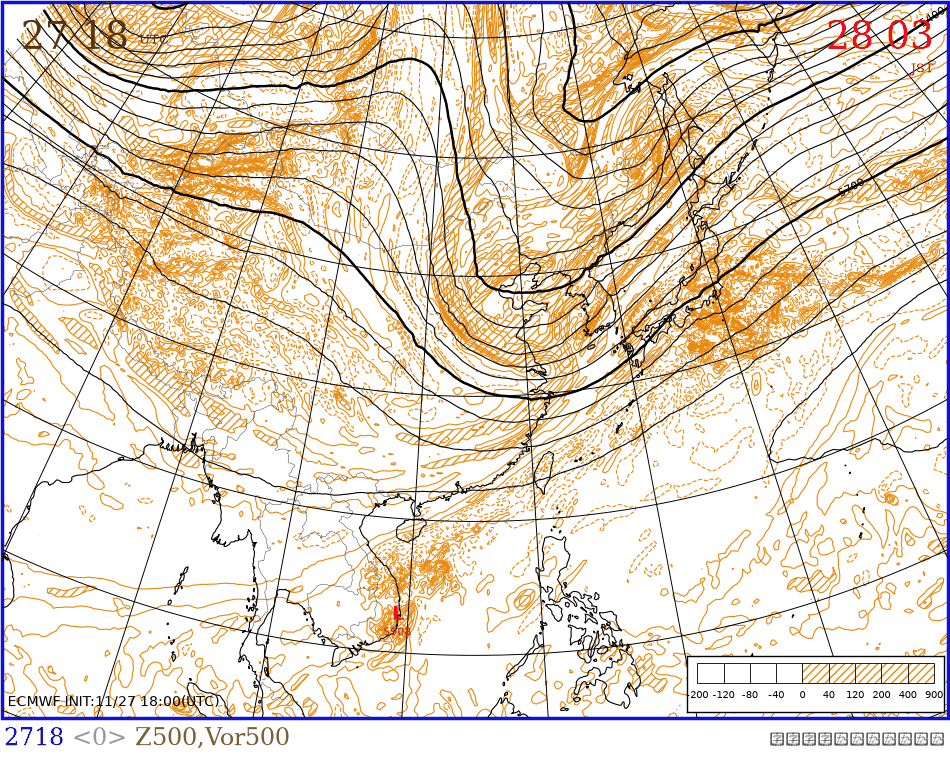 27 18 UTC
28 03
JST
5700
L
ECMWF INIT:11/27 18:00(UTC)
-200 -120 -80 -40 0 40 120 200 400 900
2718 <0> Z500,Vor500